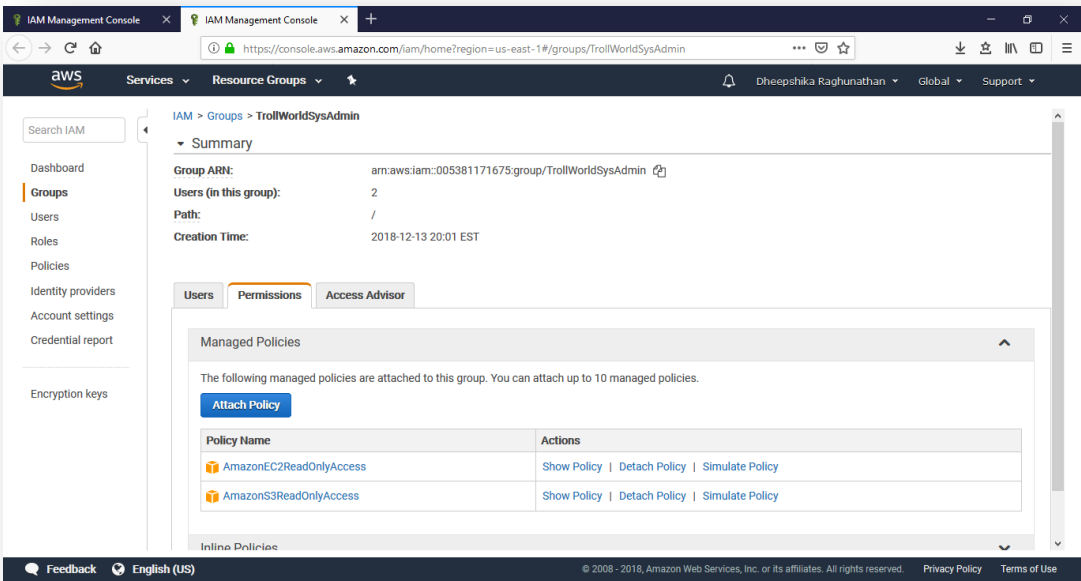 IAM Management Console
IAM Management Console
https://console.aws.amazon.com/iam/home?region=us-east-1#/groups/TrollWorldSysAdmin
aws Services Resource Groups Dheepshika Raghunathan Global Support
Search IAM
Dashboard
Groups
Users
Roles
Policies
Identity providers
Account settings
Credential report
Encryption keys
IAM > Groups > TrollWorldSysAdmin
Summary
Group ARN: arn:aws:iam::005381171675:group/TrollWorldSysAdmin
Users (in this group): 2
Path: /
Creation Time: 2018-12-13 20:01 EST
Users Permissions Access Advisor
Managed Policies
The following managed policies are attached to this group. You can attach up to 10 managed policies.
Attach Policy
Policy Name Actions
AmazonEC2ReadOnlyAccess Show Policy | Detach Policy | Simulate Policy
AmazonS3ReadOnlyAccess Show Policy | Detach Policy | Simulate Policy
Inline Policies
Feedback English (US) © 2008 - 2018, Amazon Web Services, Inc. or its affiliates. All rights reserved. Privacy Policy Terms of Use